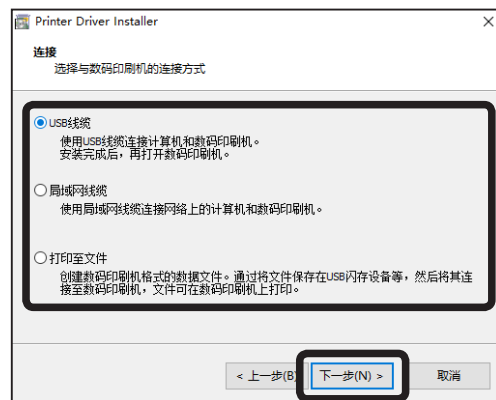 Printer Driver Installer
连接
选择与数码印刷机的连接方式
USB线缆
使用USB线缆连接计算机和数码印刷机。
安装完成后，再打开数码印刷机。
局域网线缆
使用局域网线缆连接网络上的计算机和数码印刷机。
打印至文件
创建数码印刷机格式的数据文件。通过将文件保存在USB闪存设备等，然后将其连
接至数码印刷机，文件可在数码印刷机上打印。
< 上一步(B) 下一步(N) > 取消